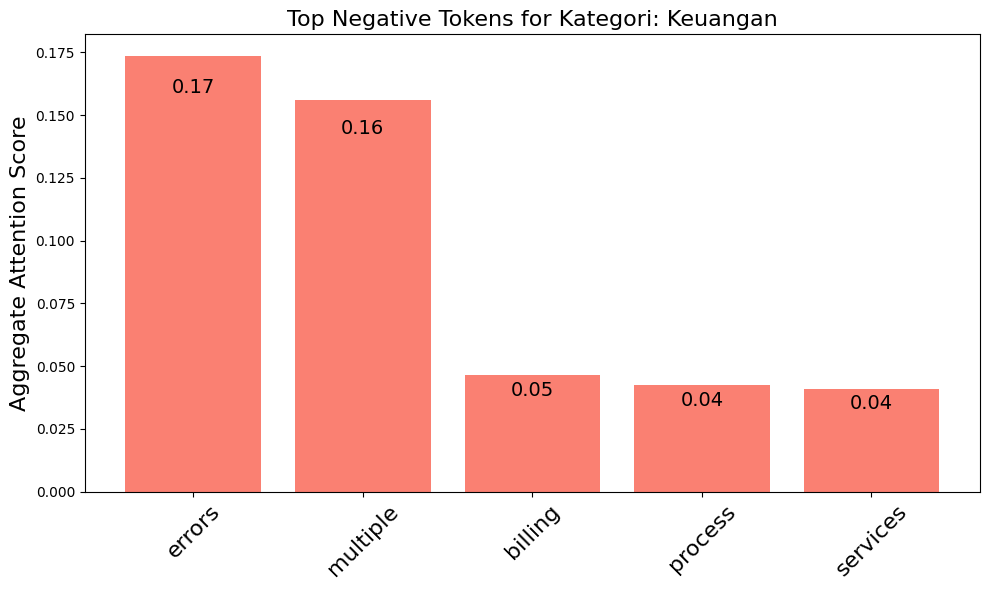 Top Negative Tokens for Kategori: Keuangan
Aggregate Attention Score
0.175
0.150
0.125
0.100
0.075
0.050
0.025
0.000
0.17
0.16
0.05
0.04
0.04
errors
multiple
billing
process
services